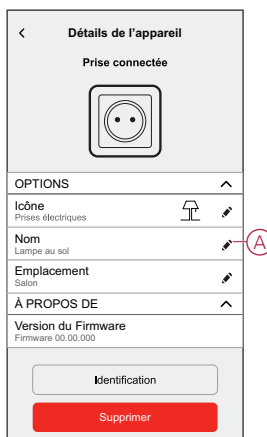 Détails de l'appareil
Prise connectée
OPTIONS
Icône
Prises électriques
Nom
Lampe au sol
A
Emplacement
Salon
À PROPOS DE
Version du Firmware
Firmware 00.00.000
Identification
Supprimer